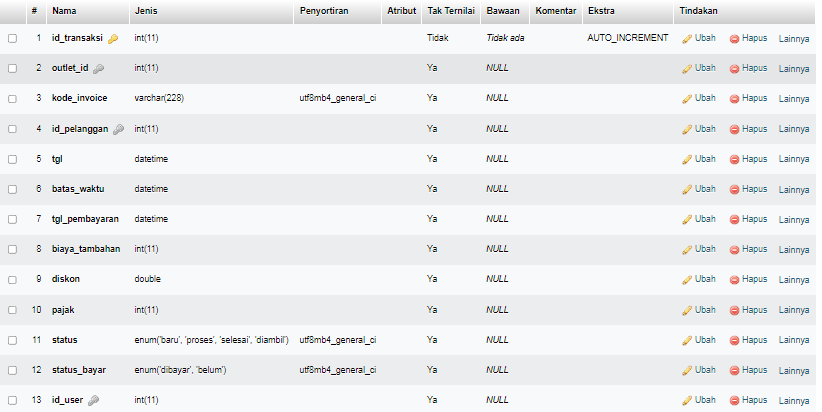 # Nama Jenis Penyortiran Atribut Tak Ternilai Bawaan Komentar Ekstra Tindakan
1 id_transaksi int(11) Tidak Tidak ada AUTO_INCREMENT Ubah Hapus Lainnya
2 outlet_id int(11) Ya NULL Ubah Hapus Lainnya
3 kode_invoice varchar(228) utf8mb4_general_ci Ya NULL Ubah Hapus Lainnya
4 id_pelanggan int(11) Ya NULL Ubah Hapus Lainnya
5 tgl datetime Ya NULL Ubah Hapus Lainnya
6 batas_waktu datetime Ya NULL Ubah Hapus Lainnya
7 tgl_pembayaran datetime Ya NULL Ubah Hapus Lainnya
8 biaya_tambahan int(11) Ya NULL Ubah Hapus Lainnya
9 diskon double Ya NULL Ubah Hapus Lainnya
10 pajak int(11) Ya NULL Ubah Hapus Lainnya
11 status enum('baru', 'proses', 'selesai', 'diambil') utf8mb4_general_ci Ya NULL Ubah Hapus Lainnya
12 status_bayar enum('dibayar', 'belum') utf8mb4_general_ci Ya NULL Ubah Hapus Lainnya
13 id_user int(11) Ya NULL Ubah Hapus Lainnya